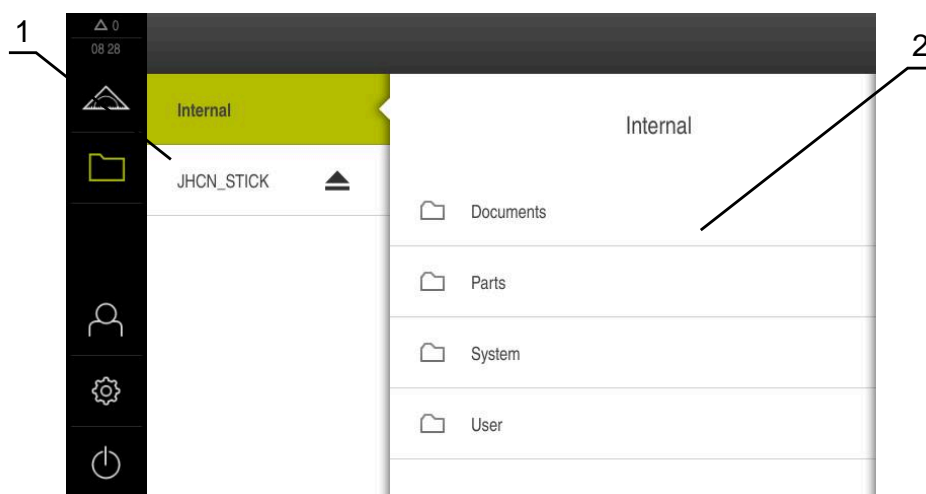 1
0
08 28
2
Internal
Internal
JHCN_STICK
Documents
Parts
System
User